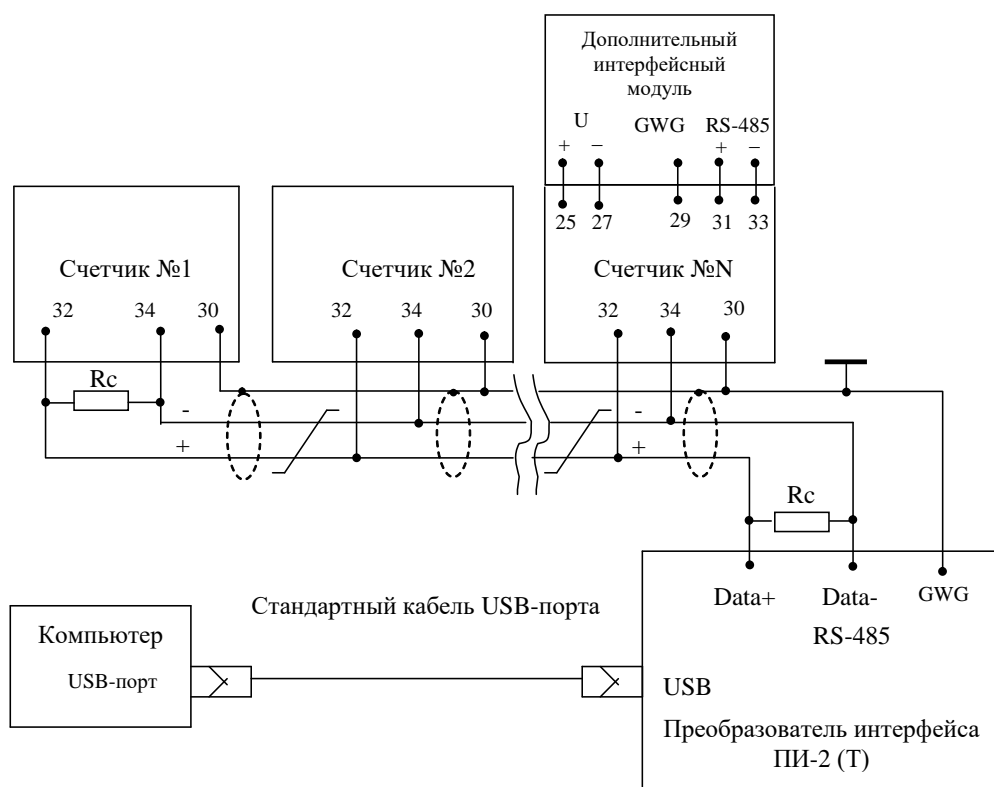 Дополнительный
интерфейсный
модуль
U GWG RS-485
+ − + −
25 27 29 31 33
Счетчик №1 Счетчик №2 Счетчик №N
32 34 30 32 34 30 32 34 30
Rc
- -
+ +
Rc
Data+ Data- GWG
RS-485
Стандартный кабель USB-порта
Компьютер
USB-порт
USB
Преобразователь интерфейса
ПИ-2 (Т)